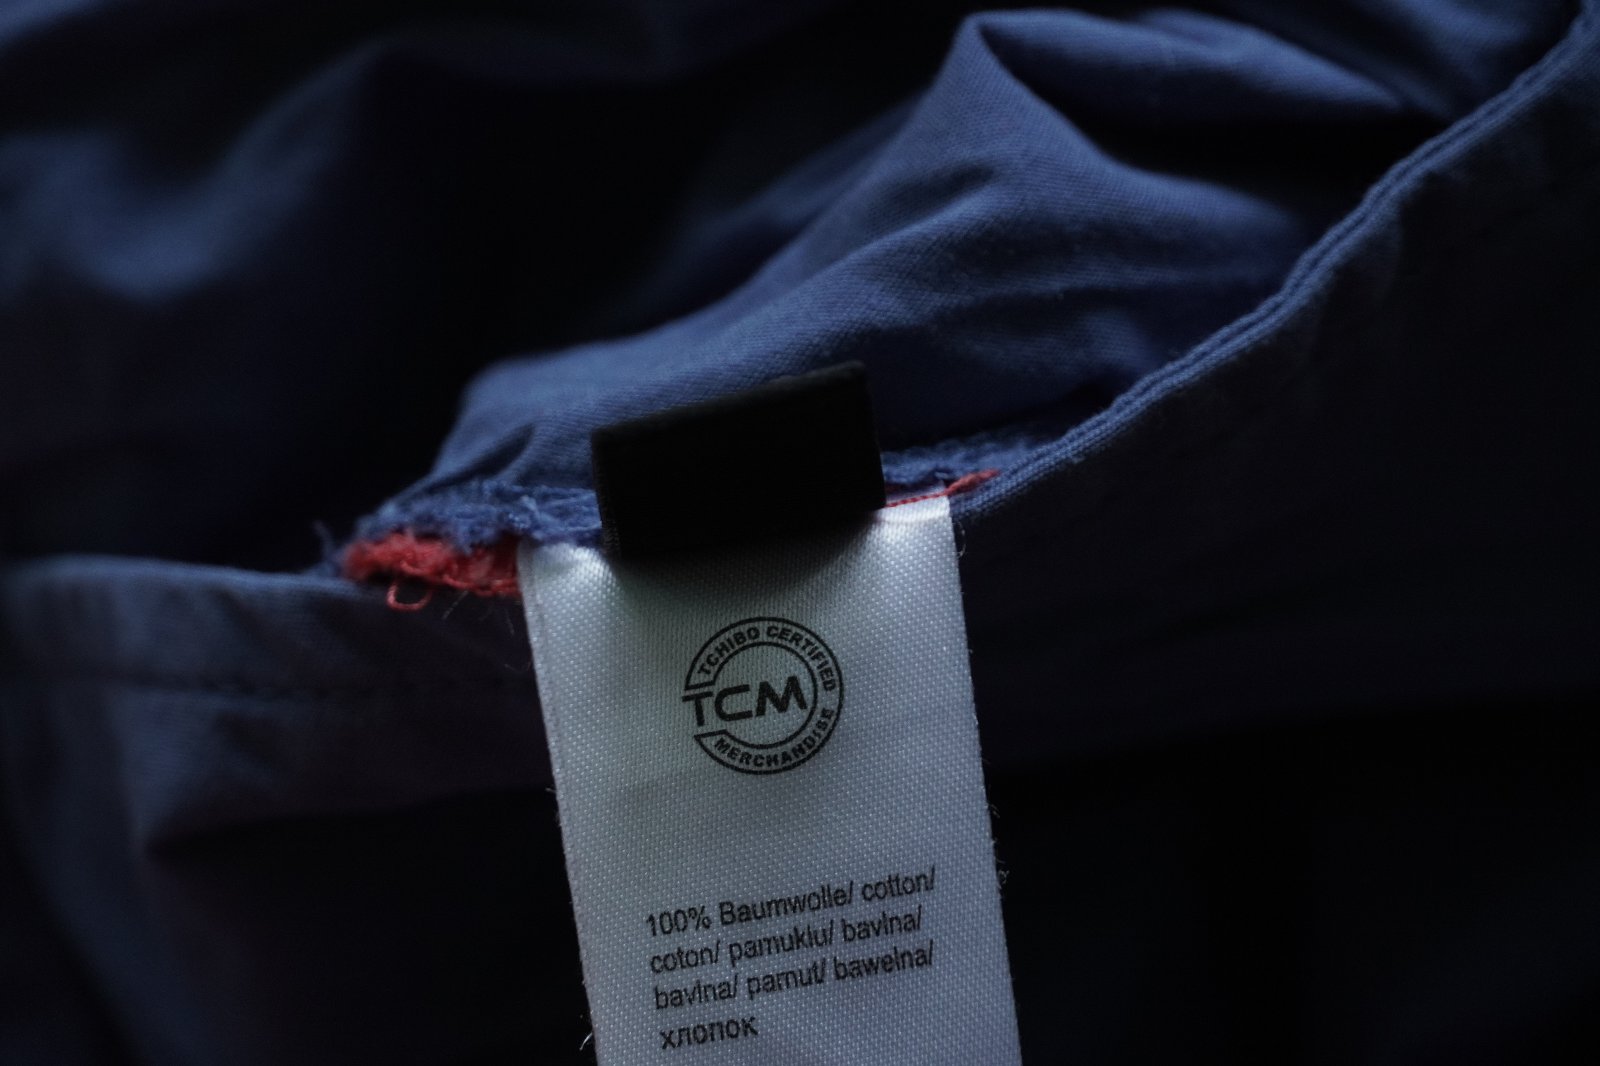 TCHIBO CERTIFIED
TCM
MERCHANDISE
100% Baumwolle/ cotton/
coton/ pamuklu/ bavlna/
bavlna/ pamut/ bawełna/
хлопок